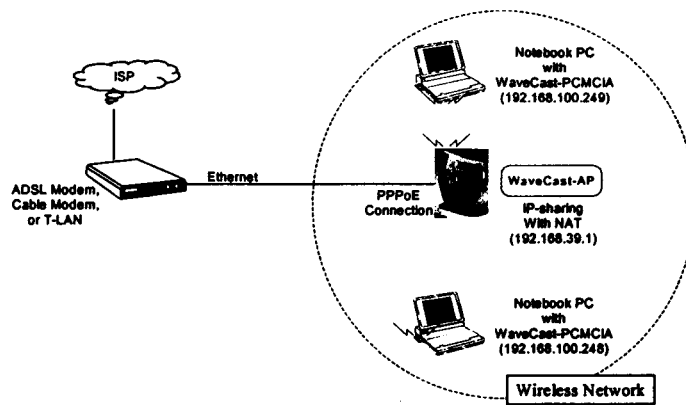 ISP
ADSL Modem,
Cable Modem,
or T-LAN
Ethernet
PPPoE
Connection
Notebook PC
with
WaveCast-PCMCIA
(192.168.100.249)
WaveCast-AP
IP-sharing
With NAT
(192.168.39.1)
Notebook PC
with
WaveCast-PCMCIA
(192.168.100.248)
Wireless Network